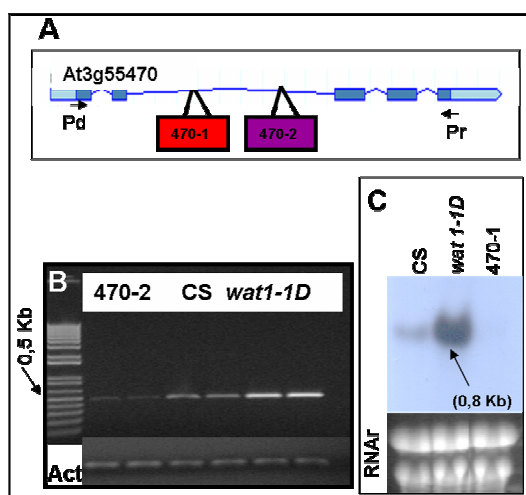 A
At3g55470
Pd
470-1
470-2
Pr
B
470-2 CS wat1-1D
0,5 Kb
Act
C
CS
wat 1-1D
470-1
(0,8 Kb)
RNAr